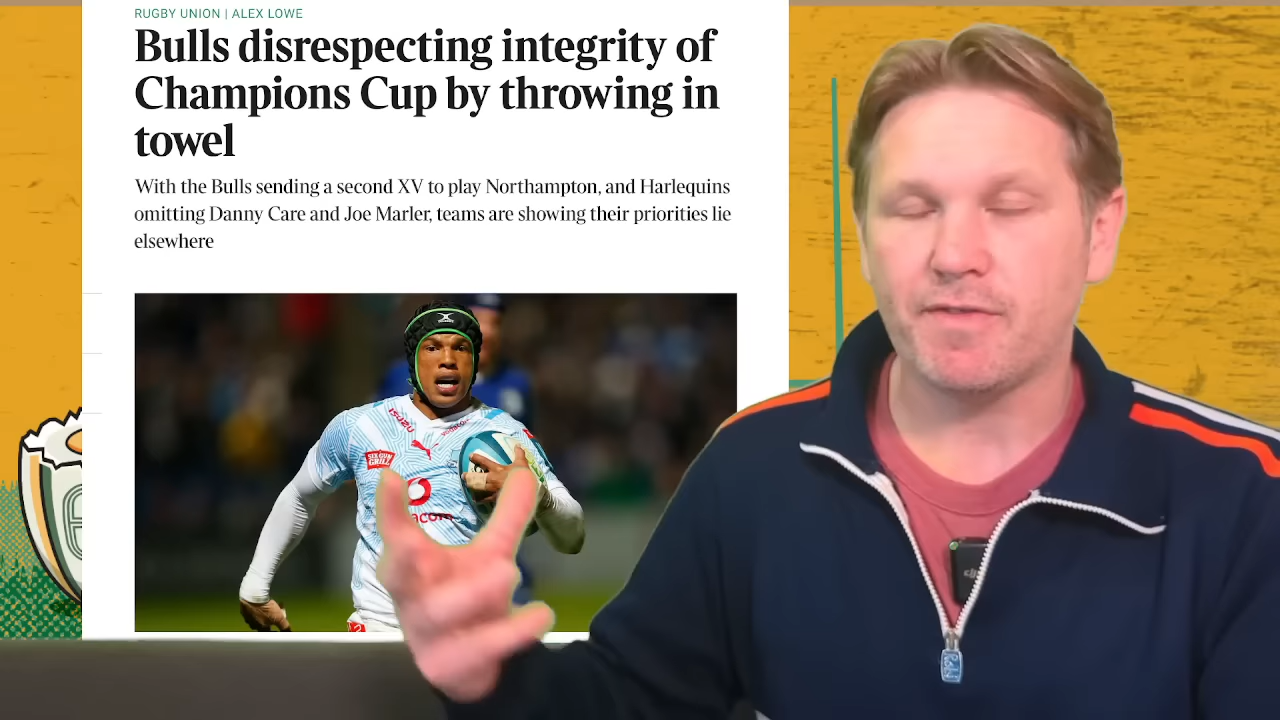 RUGBY UNION | ALEX LOWE
Bulls disrespecting integrity of
Champions Cup by throwing in
towel
With the Bulls sending a second XV to play Northampton, and Harlequins
omitting Danny Care and Joe Marler, teams are showing their priorities lie
elsewhere